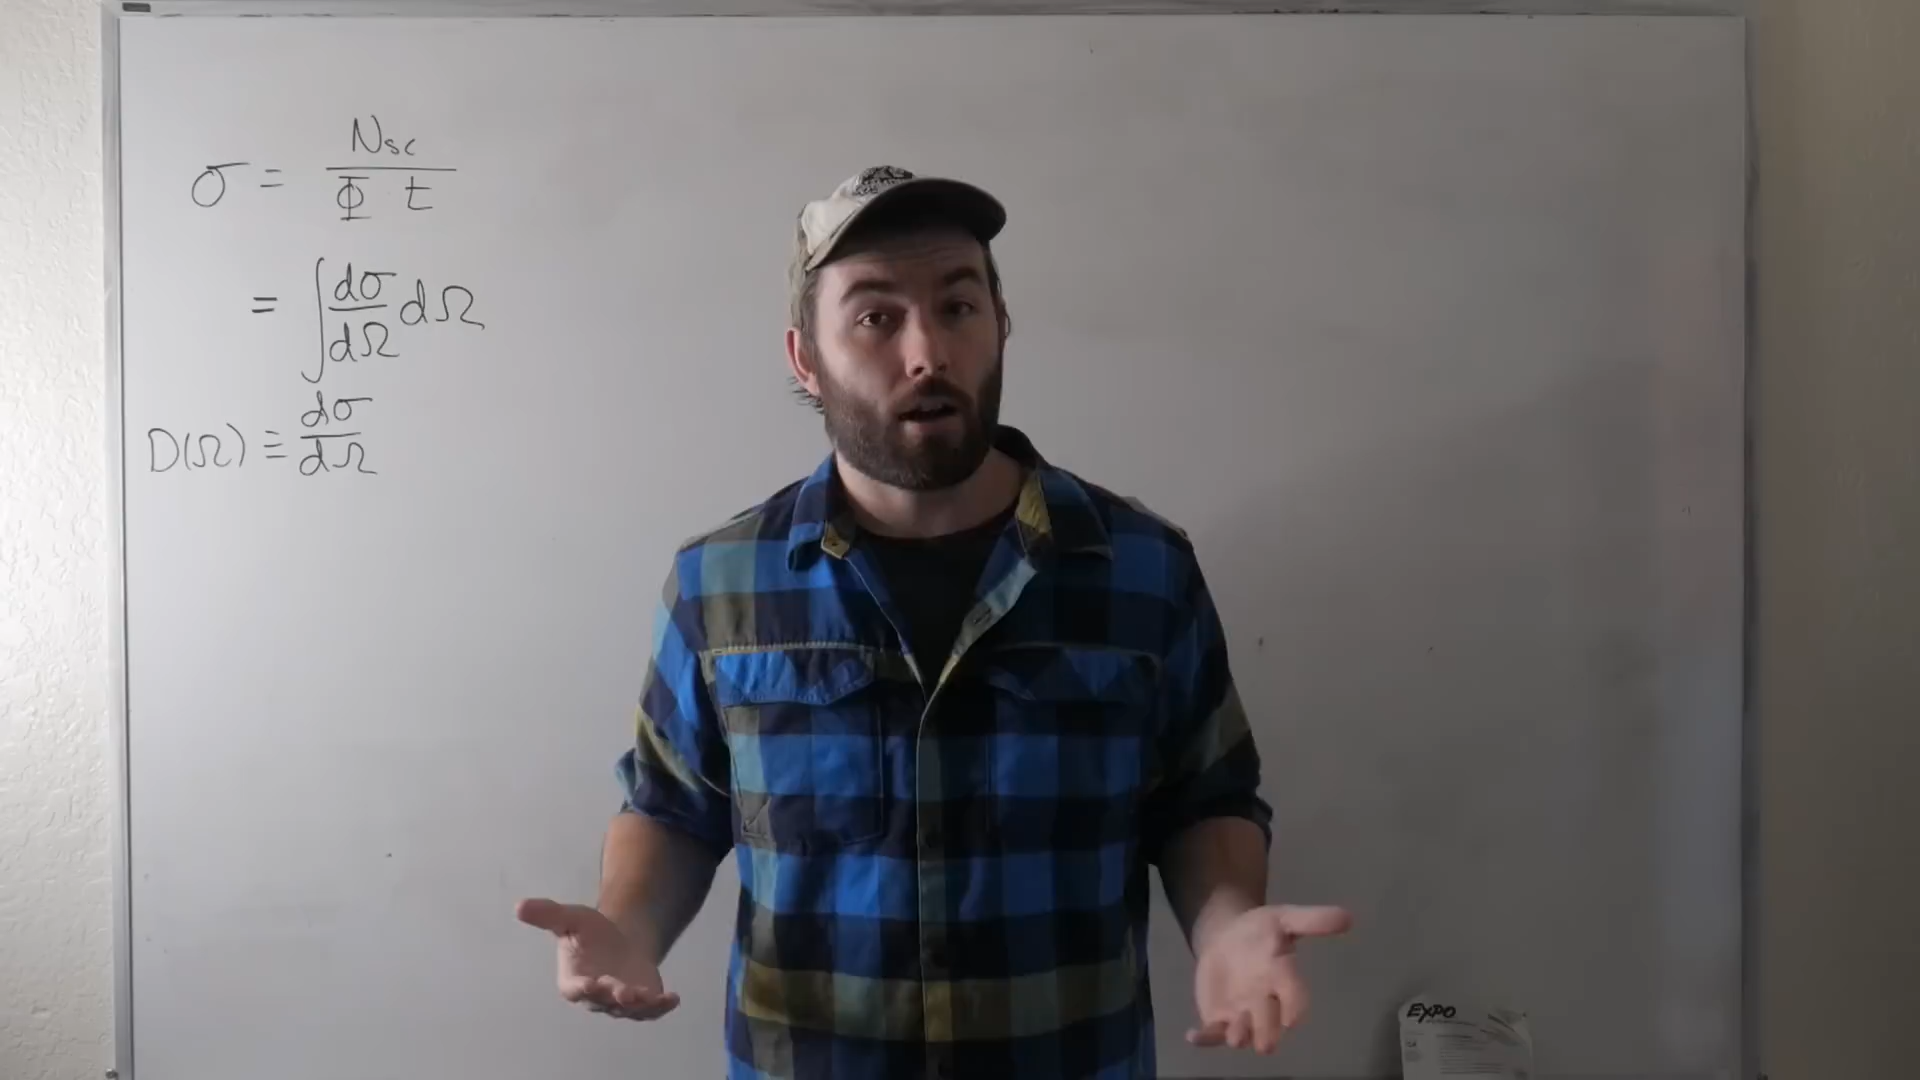 σ = N_sc / Φ t
= ∫ dσ/dΩ dΩ
D(Ω) ≡ dσ/dΩ
EXPO